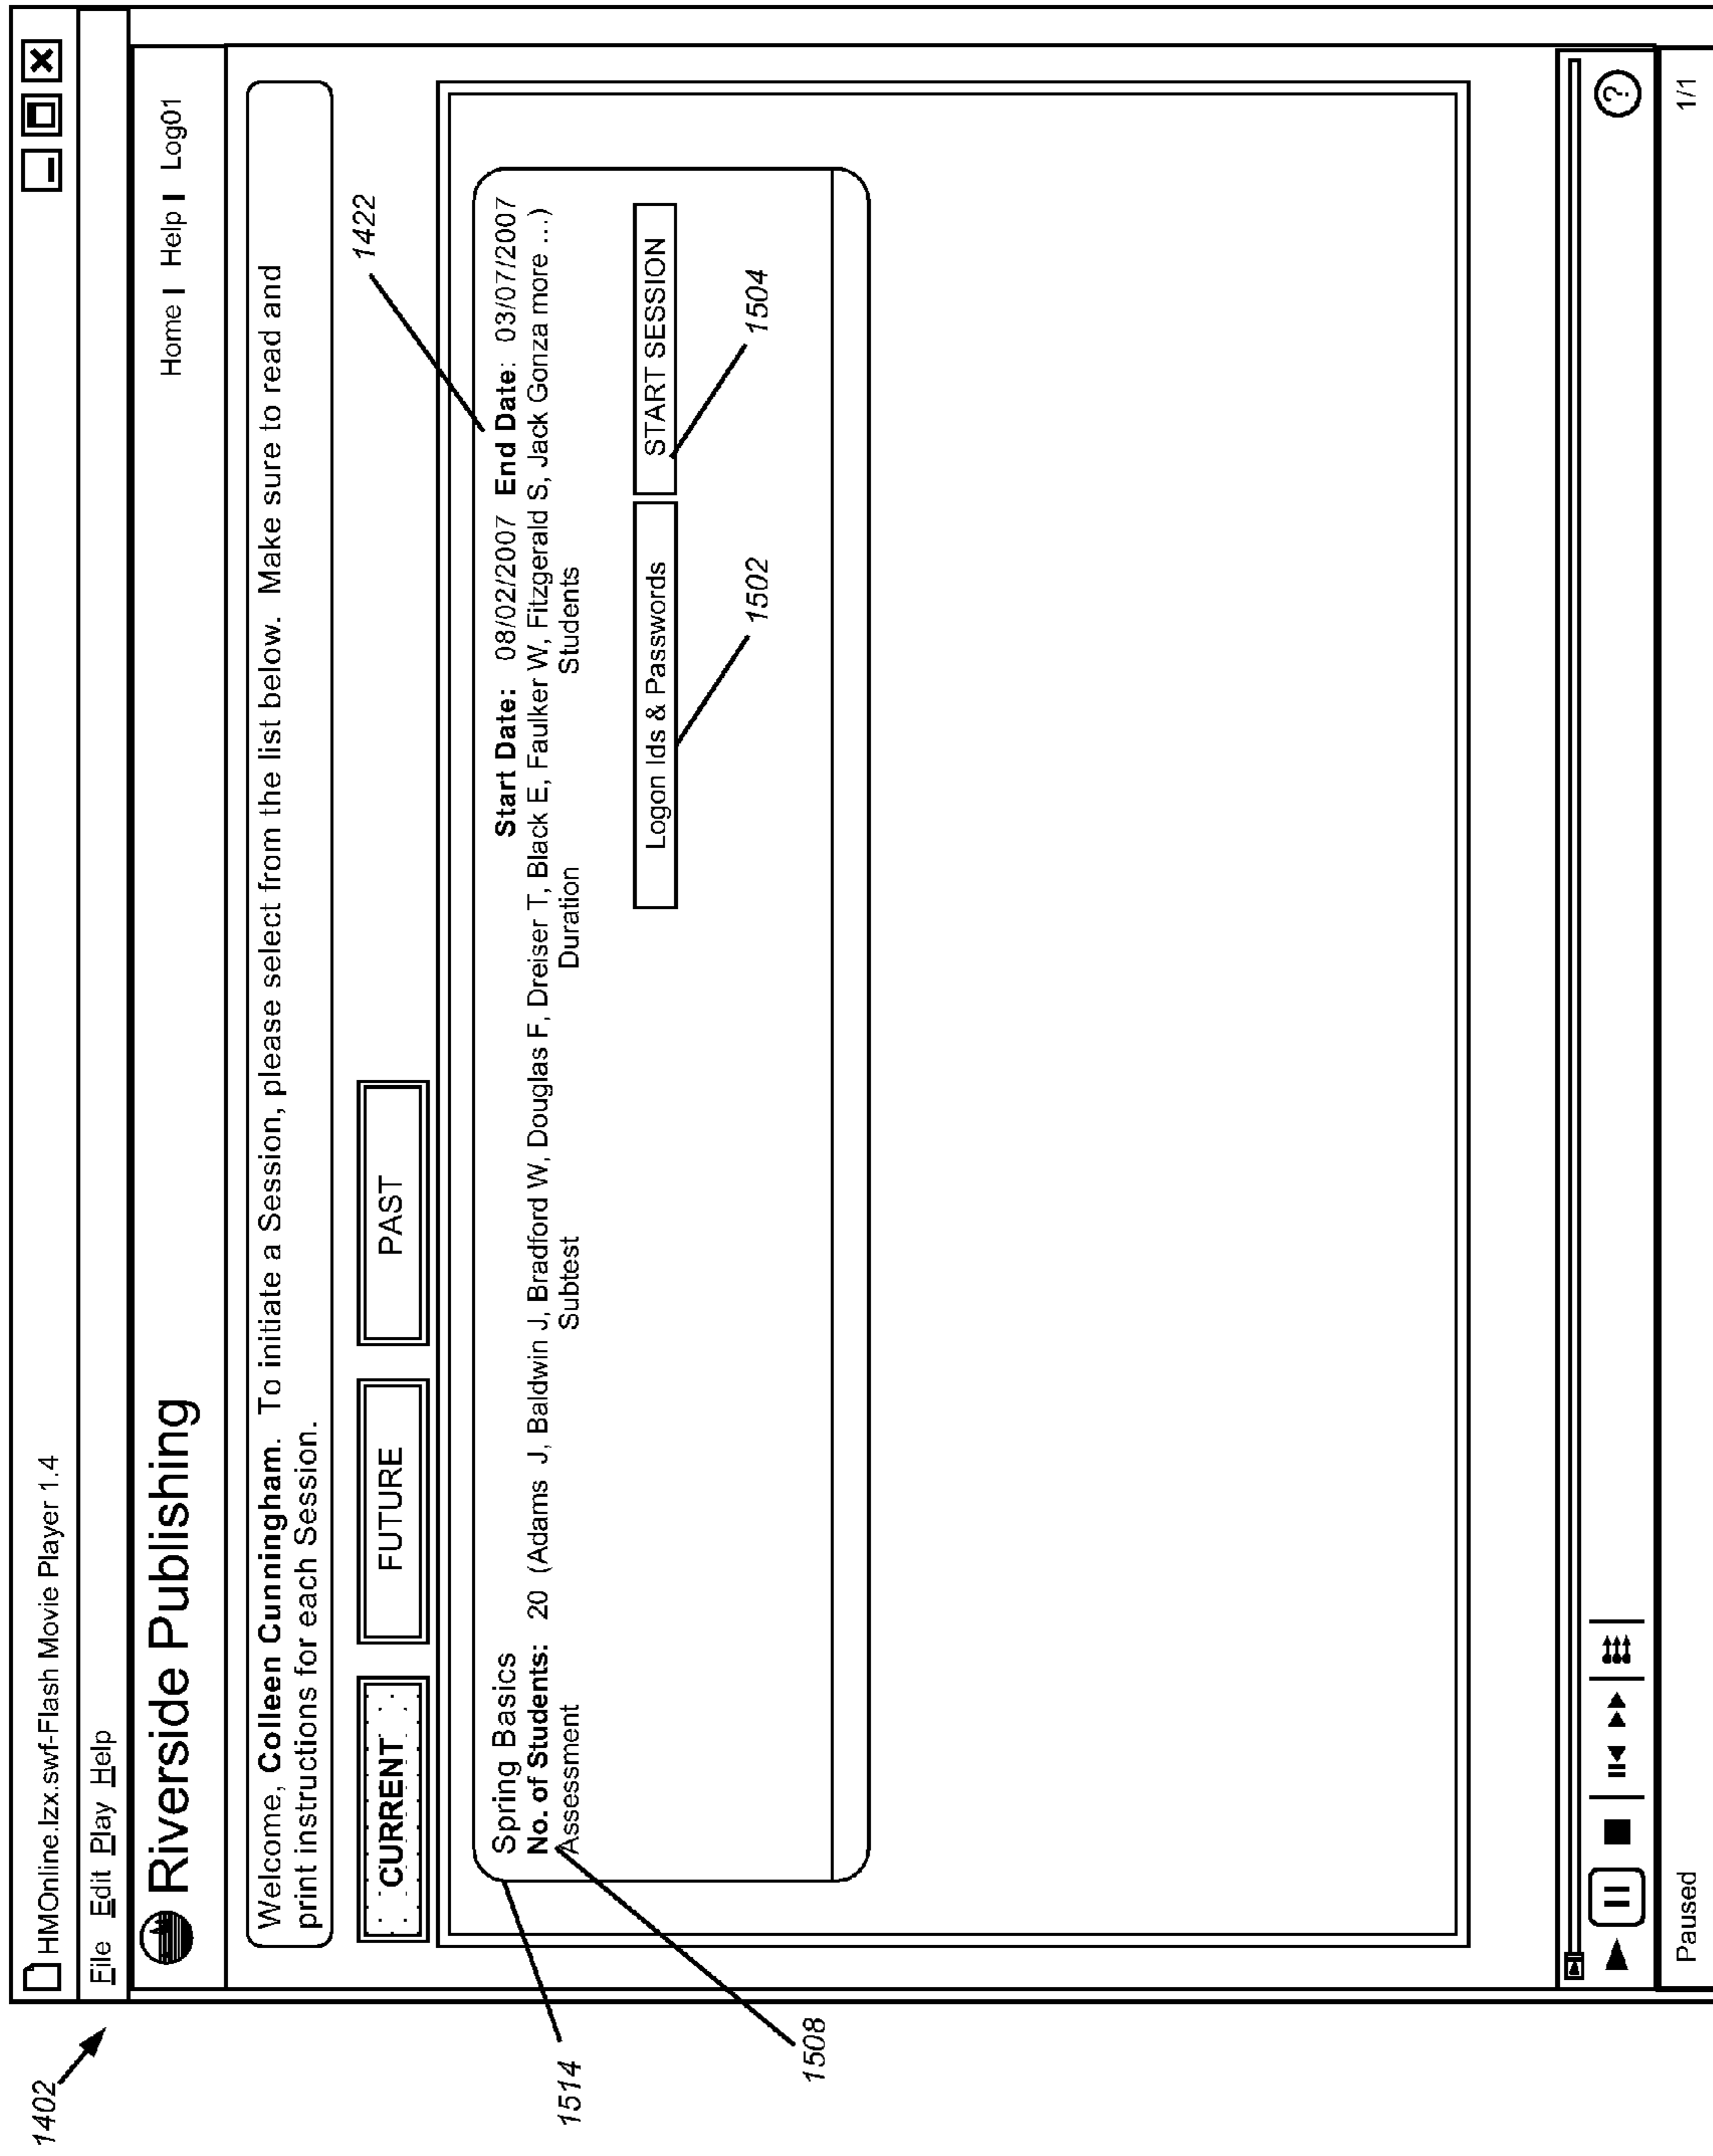 1402
HMOnline.lzx.swf-Flash Movie Player 1.4
File Edit Play Help
Riverside Publishing
Home | Help | Log01
Welcome, Colleen Cunningham. To initiate a Session, please select from the list below. Make sure to read and
print instructions for each Session.
CURRENT FUTURE PAST
1422
Spring Basics Start Date: 08/02/2007 End Date: 03/07/2007
No. of Students: 20 (Adams J, Baldwin J, Bradford W, Douglas F, Dreiser T, Black E, Faulker W, Fitzgerald S, Jack Gonza more ...)
Assessment Subtest Duration Students
1514
Logon Ids & Passwords START SESSION
1502
1504
1508
?
Paused 1/1